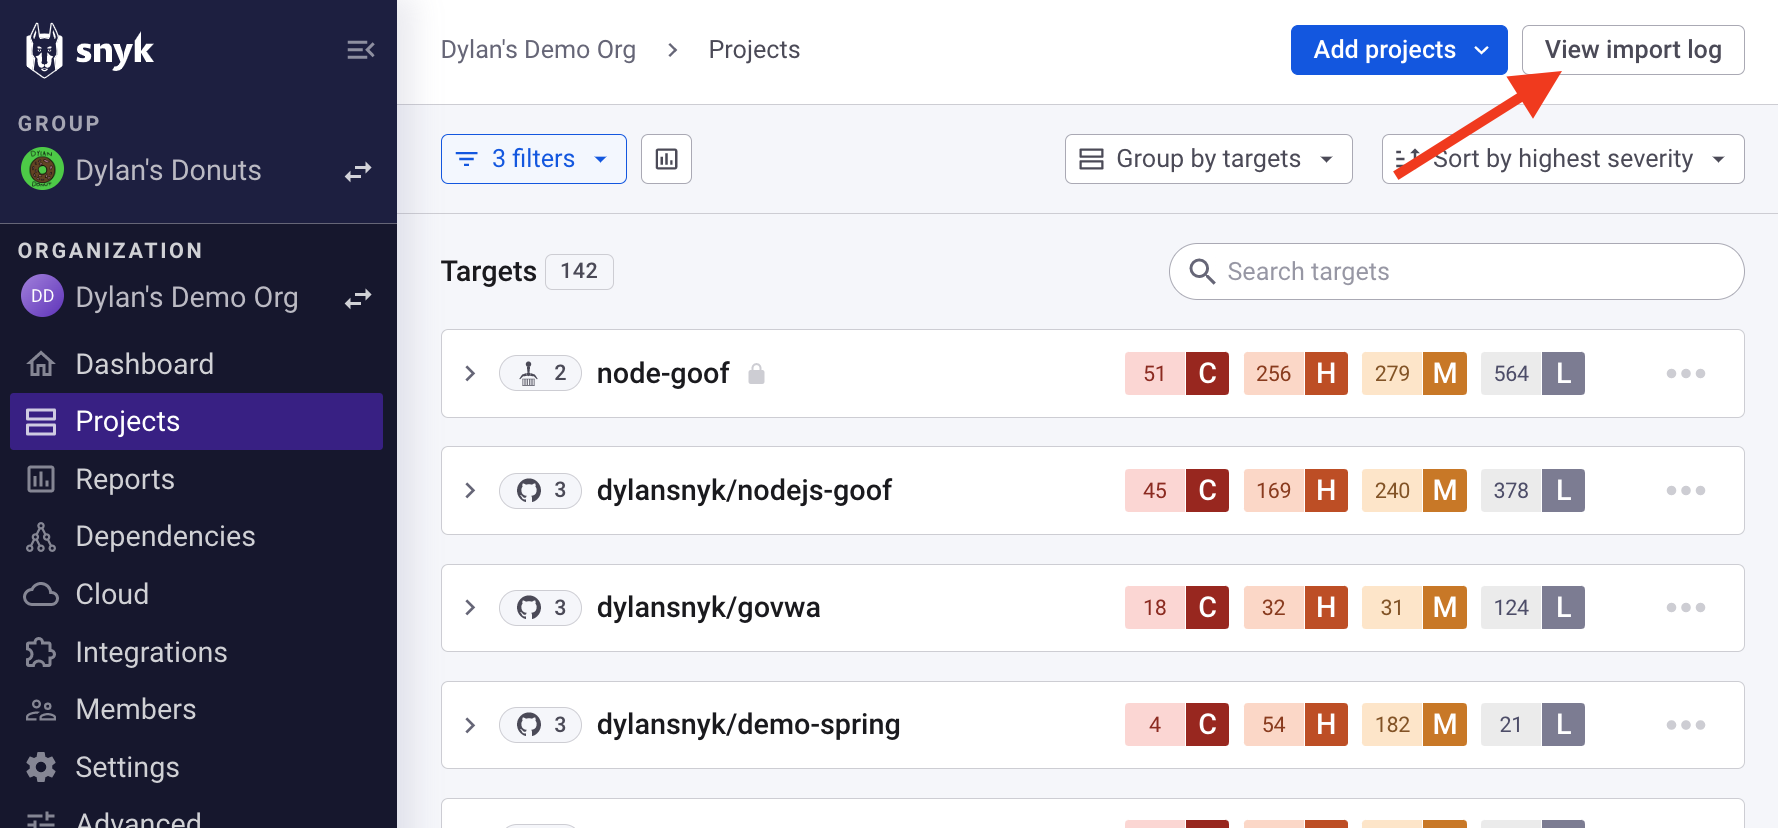 snyk
GROUP
Dylan's Donuts
ORGANIZATION
DD Dylan's Demo Org
Dashboard
Projects
Reports
Dependencies
Cloud
Integrations
Members
Settings
Advanced
Dylan's Demo Org > Projects
Add projects
View import log
3 filters
Group by targets
Sort by highest severity
Targets 142
Search targets
2 node-goof 51 C 256 H 279 M 564 L
3 dylansnyk/nodejs-goof 45 C 169 H 240 M 378 L
3 dylansnyk/govwa 18 C 32 H 31 M 124 L
3 dylansnyk/demo-spring 4 C 54 H 182 M 21 L